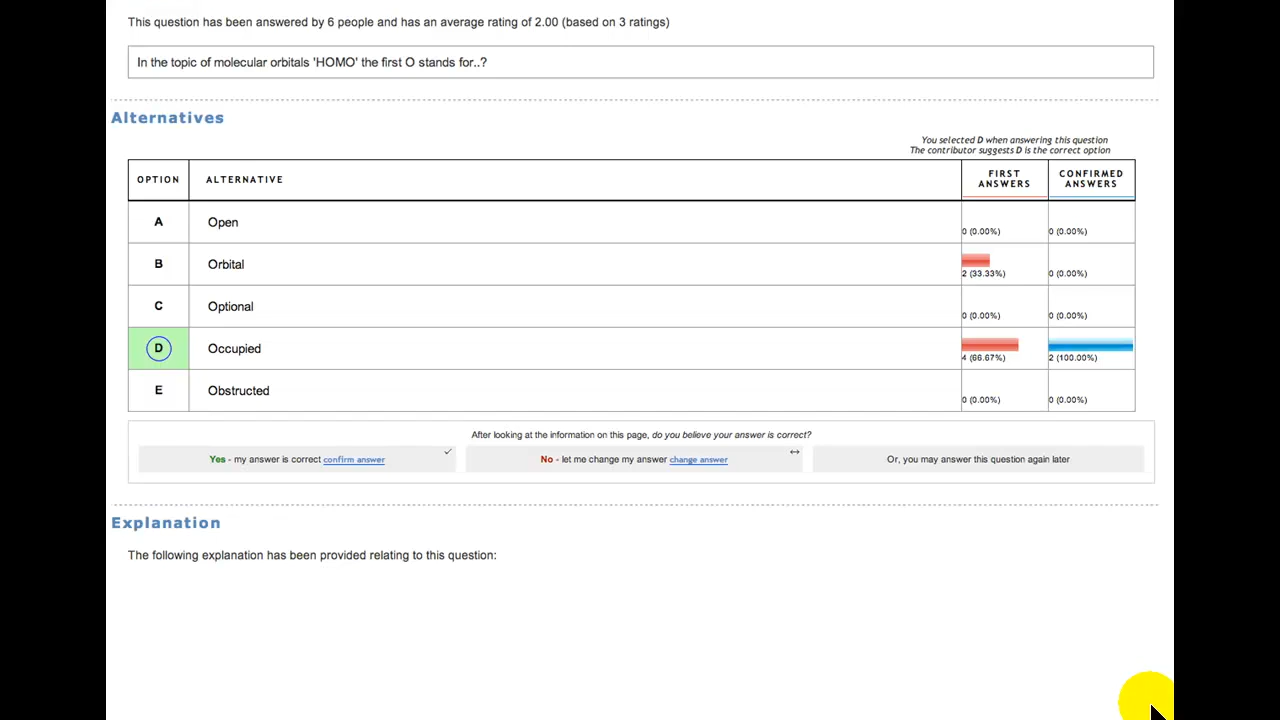 This question has been answered by 6 people and has an average rating of 2.00 (based on 3 ratings)
In the topic of molecular orbitals 'HOMO' the first O stands for..?
Alternatives
You selected D when answering this question
The contributor suggests D is the correct option
OPTION ALTERNATIVE FIRST ANSWERS CONFIRMED ANSWERS
A Open 0 (0.00%) 0 (0.00%)
B Orbital 2 (33.33%) 0 (0.00%)
C Optional 0 (0.00%) 0 (0.00%)
D Occupied 4 (66.67%) 2 (100.00%)
E Obstructed 0 (0.00%) 0 (0.00%)
After looking at the information on this page, do you believe your answer is correct?
Yes - my answer is correct confirm answer No - let me change my answer change answer Or, you may answer this question again later
Explanation
The following explanation has been provided relating to this question: